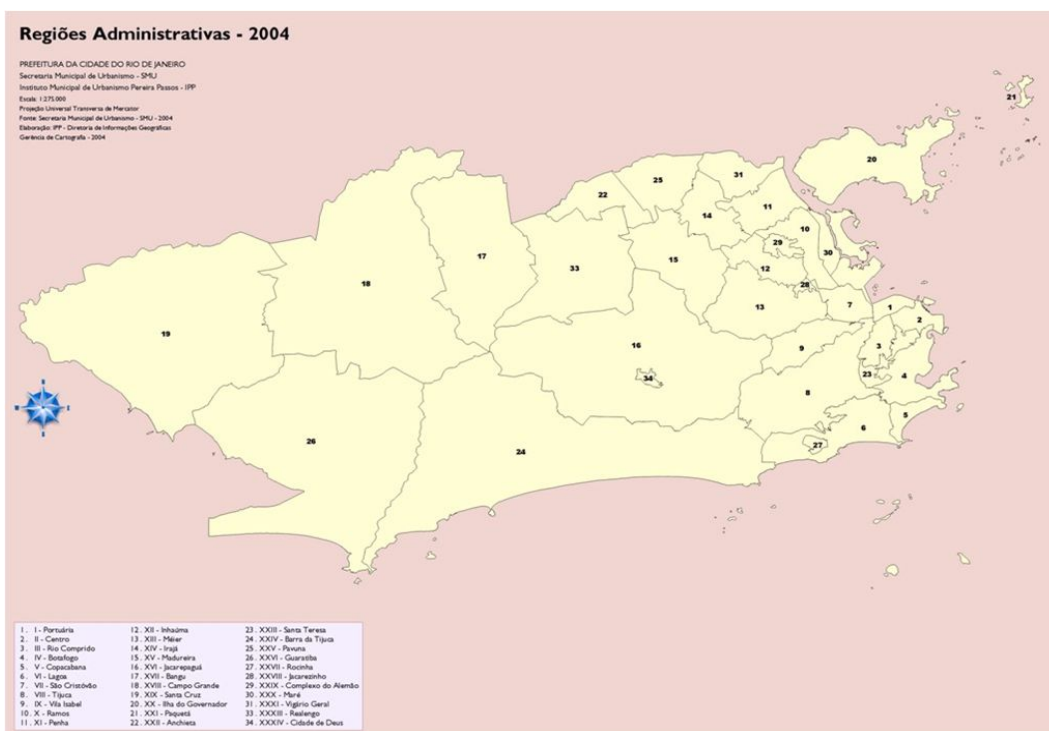 Regiões Administrativas - 2004
PREFEITURA DA CIDADE DO RIO DE JANEIRO
Secretaria Municipal de Urbanismo - SMU
Instituto Municipal de Urbanismo Pereira Passos - IPP
Escala: 1:275.000
Projeção Universal Transversa de Mercator
Fonte: Secretaria Municipal de Urbanismo - SMU - 2004
Elaboração: IPP - Diretoria de Informações Geográficas
Gerência de Cartografia - 2004
21
20
31
25
22
11
14
10
29
30
17
33
15
12
18
28
13
7
1
2
19
16
9
3
34
23
4
8
5
6
26
27
24
1. I - Portuária
2. II - Centro
3. III - Rio Comprido
4. IV - Botafogo
5. V - Copacabana
6. VI - Lagoa
7. VII - São Cristóvão
8. VIII - Tijuca
9. IX - Vila Isabel
10. X - Ramos
11. XI - Penha
12. XII - Inhaúma
13. XIII - Méier
14. XIV - Irajá
15. XV - Madureira
16. XVI - Jacarepaguá
17. XVII - Bangu
18. XVIII - Campo Grande
19. XIX - Santa Cruz
20. XX - Ilha do Governador
21. XXI - Paquetá
22. XXII - Anchieta
23. XXIII - Santa Teresa
24. XXIV - Barra da Tijuca
25. XXV - Pavuna
26. XXVI - Guaratiba
27. XXVII - Rocinha
28. XXVIII - Jacarezinho
29. XXIX - Complexo do Alemão
30. XXX - Maré
31. XXXI - Vigário Geral
33. XXXIII - Realengo
34. XXXIV - Cidade de Deus